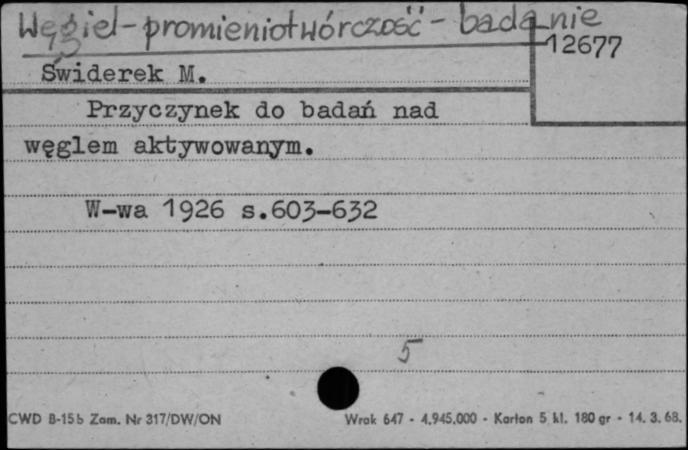 Węgiel - promieniotwórczość - badanie
12677
Świderek M.
Przyczynek do badań nad
węglem aktywowanym.
W-wa 1926 s.603-632
5
CWD B-15b Zam. Nr 317/DW/ON Wrok 647 - 4.945.000 - Karton 5 kl. 180 gr - 14. 3. 68.